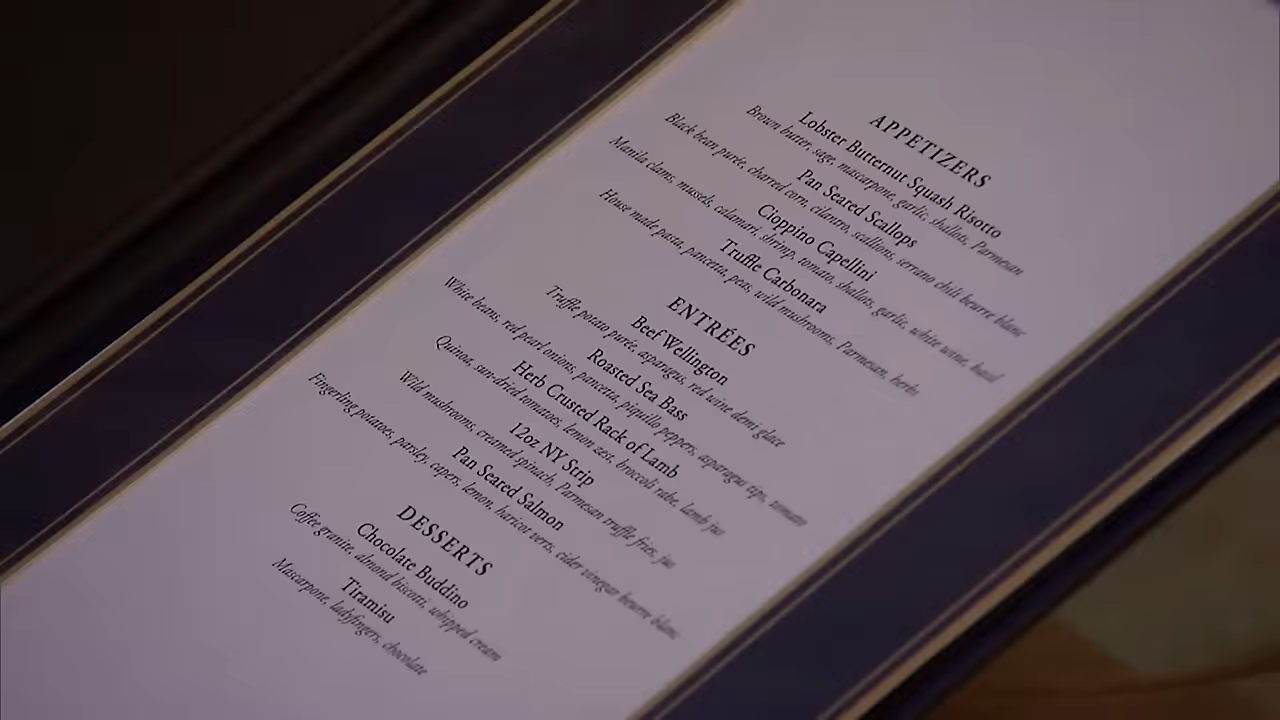 APPETIZERS
Lobster Butternut Squash Risotto
Brown butter, sage, mascarpone, garlic, shallots, Parmesan
Pan Seared Scallops
Black bean purée, charred corn, cilantro, scallions, serrano chili beurre blanc
Cioppino Capellini
Manila clams, mussels, calamari, shrimp, tomato, shallots, garlic, white wine, basil
Truffle Carbonara
House made pasta, pancetta, peas, wild mushrooms, Parmesan, herbs
ENTRÉES
Beef Wellington
Truffle potato purée, asparagus, red wine demi glace
Roasted Sea Bass
White beans, red pearl onions, pancetta, piquillo peppers, asparagus tips, tomato
Herb Crusted Rack of Lamb
Quinoa, sun-dried tomatoes, lemon zest, broccoli rabe, lamb jus
12oz NY Strip
Wild mushrooms, creamed spinach, Parmesan truffle fries, jus
Pan Seared Salmon
Fingerling potatoes, parsley, capers, lemon, haricot verts, cider vinegar beurre blanc
DESSERTS
Chocolate Buddino
Coffee granite, almond biscotti, whipped cream
Tiramisu
Mascarpone, ladyfingers, chocolate